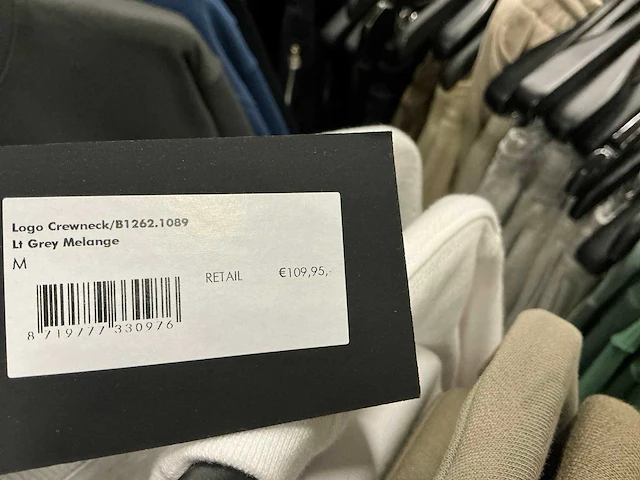 Logo Crewneck/B1262.1089
Lt Grey Melange
M
RETAIL €109,95,-
8 719777 330976